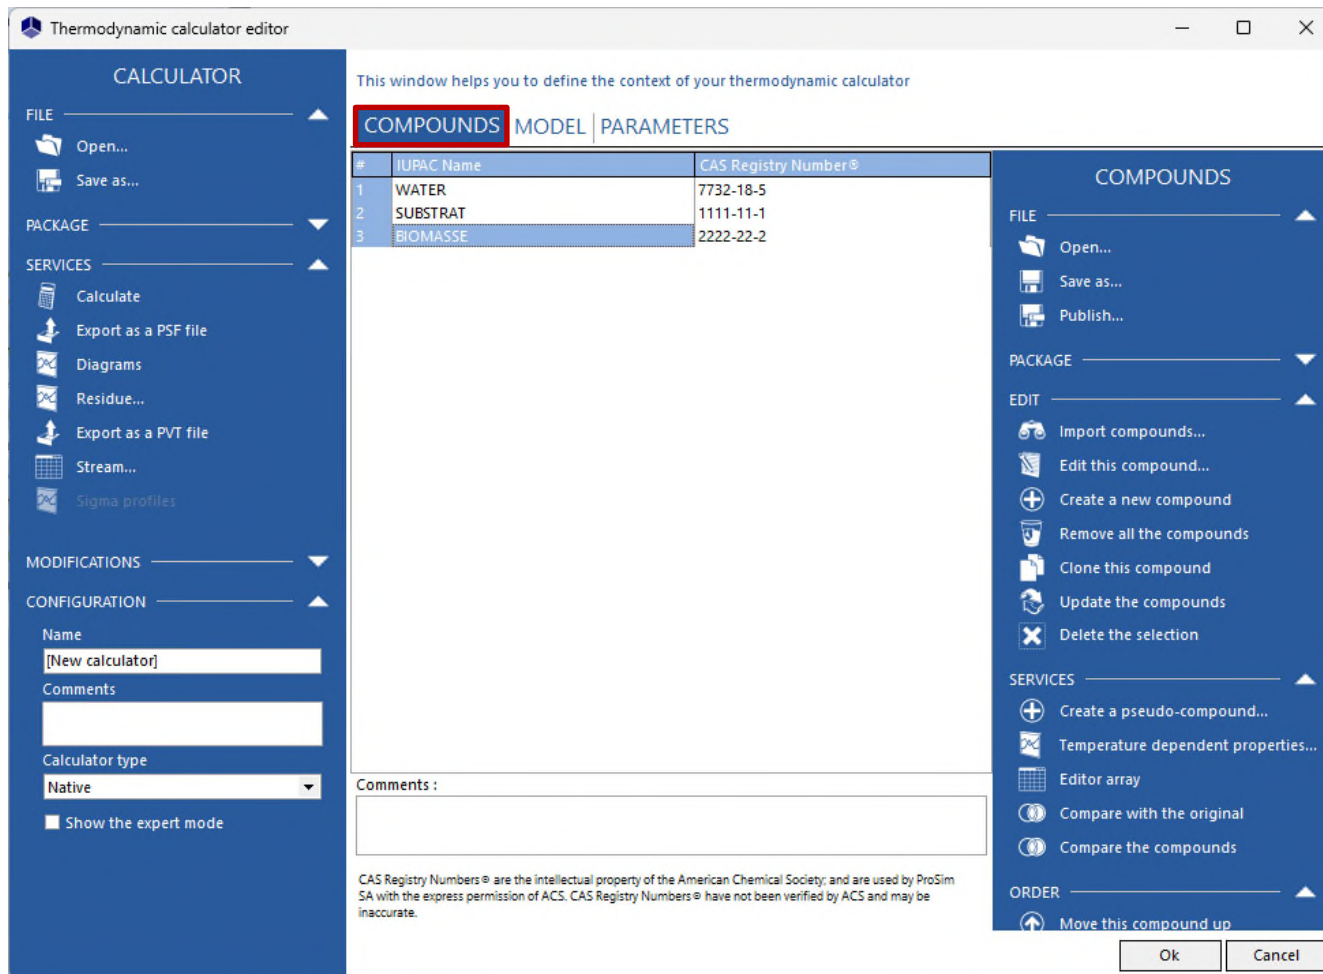 Thermodynamic calculator editor
CALCULATOR
FILE
Open...
Save as...
PACKAGE
SERVICES
Calculate
Export as a PSF file
Diagrams
Residue...
Export as a PVT file
Stream...
Sigma profiles
MODIFICATIONS
CONFIGURATION
Name
[New calculator]
Comments
Calculator type
Native
Show the expert mode
This window helps you to define the context of your thermodynamic calculator
COMPOUNDS MODEL PARAMETERS
# IUPAC Name CAS Registry Number®
1 WATER 7732-18-5
2 SUBSTRAT 1111-11-1
3 BIOMASSE 2222-22-2
Comments :
CAS Registry Numbers® are the intellectual property of the American Chemical Society; and are used by ProSim
SA with the express permission of ACS. CAS Registry Numbers® have not been verified by ACS and may be
inaccurate.
COMPOUNDS
FILE
Open...
Save as...
Publish...
PACKAGE
EDIT
Import compounds...
Edit this compound...
Create a new compound
Remove all the compounds
Clone this compound
Update the compounds
Delete the selection
SERVICES
Create a pseudo-compound...
Temperature dependent properties...
Editor array
Compare with the original
Compare the compounds
ORDER
Move this compound up
Ok Cancel